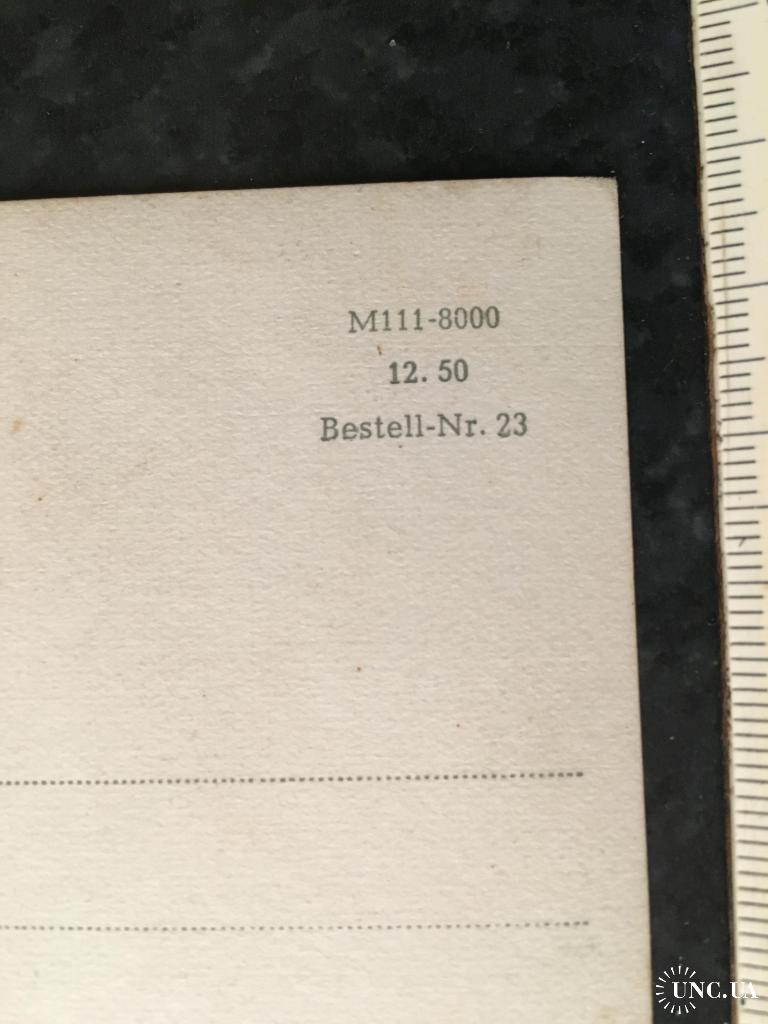 M111-8000
12. 50
Bestell-Nr. 23
UNC.UA